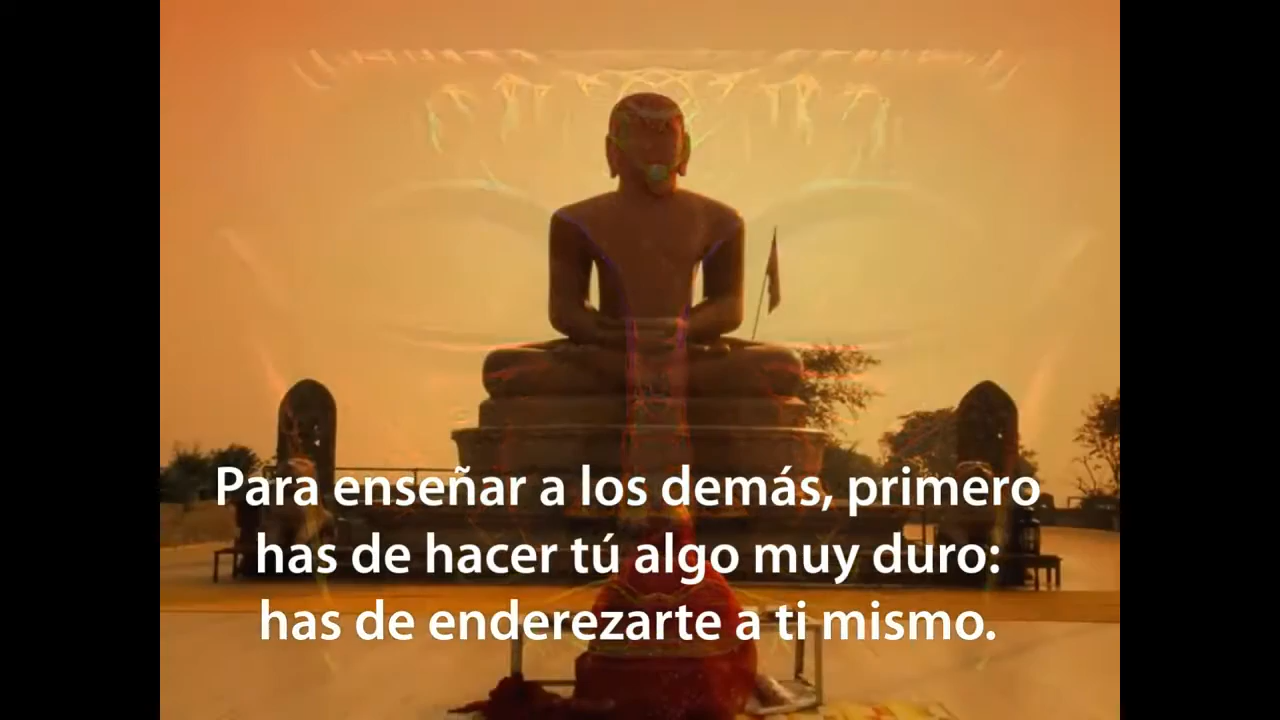 Para enseñar a los demás, primero
has de hacer tú algo muy duro:
has de enderezarte a ti mismo.